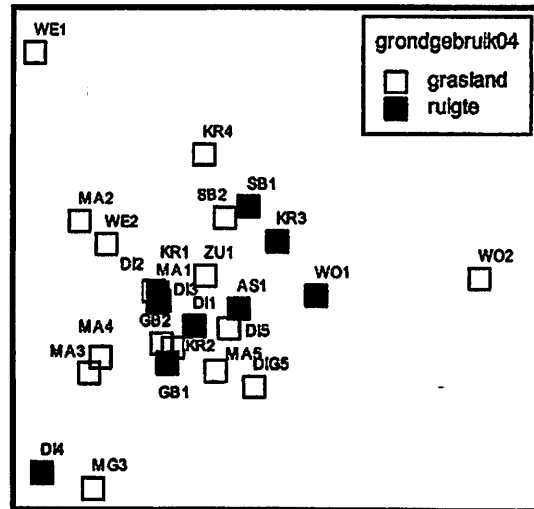 WE1
grondgebruik04
grasland
ruigte
KR4
SB2 SB1
MA2
KR3
WE2
DI2 KR1 ZU1
MA1
WO2
DI3 AS1 WO1
DI1
GB2
MA4 DI5
MA3 KR2 MA5
DIG5
GB1
DI4
MG3